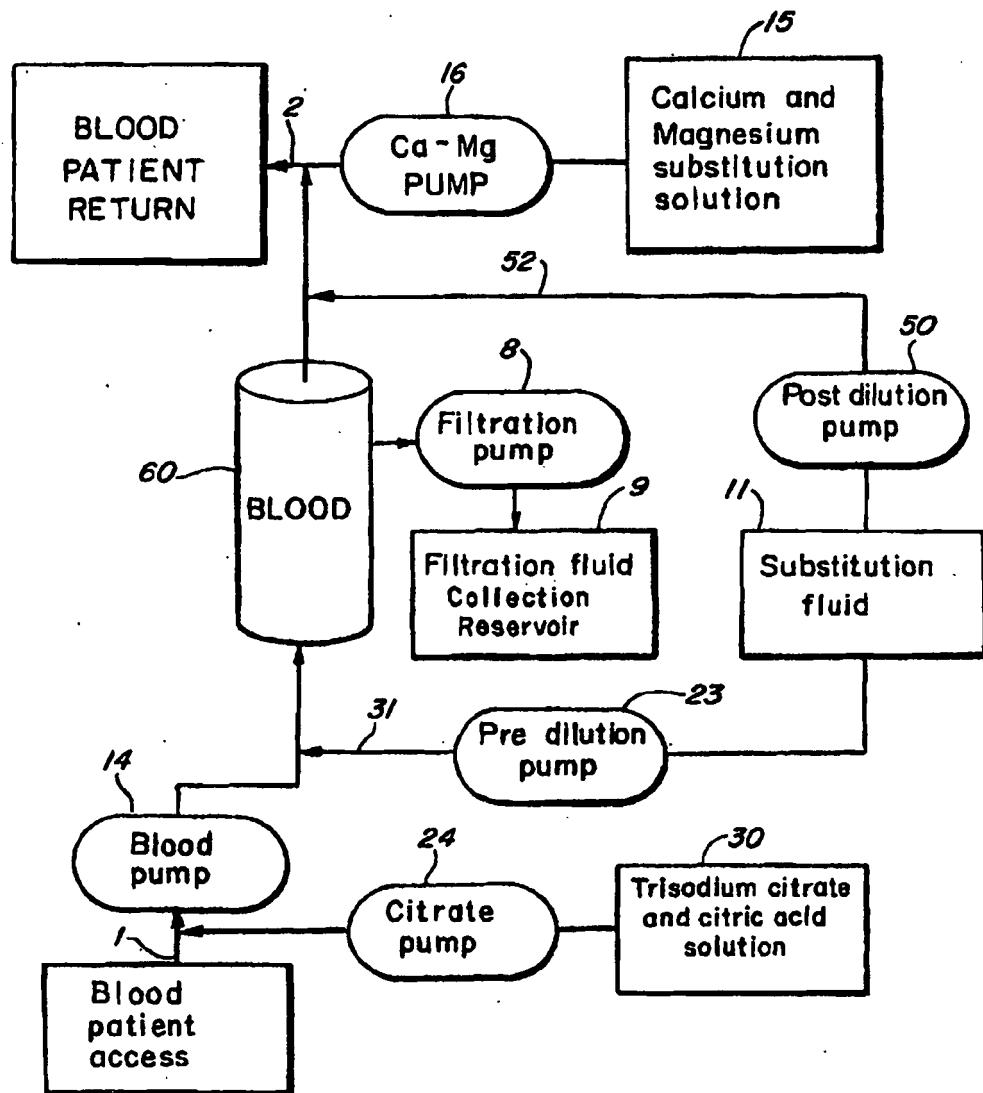 15
16
2
BLOOD
PATIENT
RETURN
Ca-Mg
PUMP
Calcium and
Magnesium
substitution
solution
52
50
8
Post dilution
pump
Filtration
pump
60
BLOOD
9
11
Filtration fluid
Collection
Reservoir
Substitution
fluid
23
31
Pre dilution
pump
14
Blood
pump
24
30
Citrate
pump
Trisodium citrate
and citric acid
solution
1
Blood
patient
access